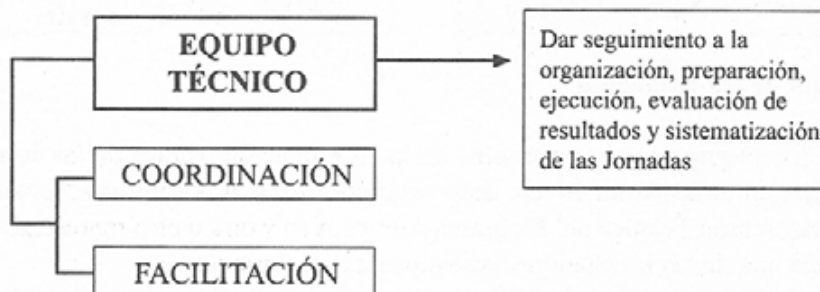 EQUIPO
TÉCNICO
Dar seguimiento a la
organización, preparación,
ejecución, evaluación de
resultados y sistematización
de las Jornadas
COORDINACIÓN
FACILITACIÓN